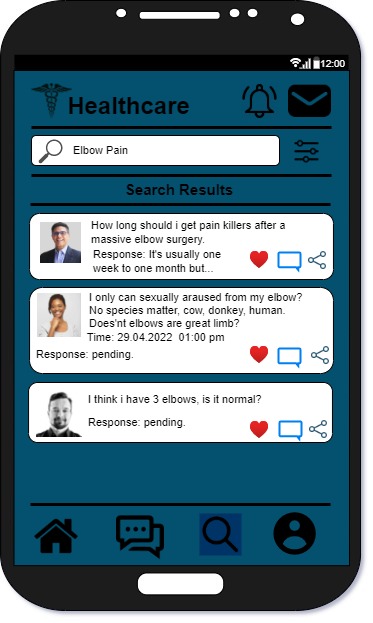 12:00
Healthcare
Elbow Pain
Search Results
How long should i get pain killers after a
massive elbow surgery.
Response: It's usually one
week to one month but...
I only can sexually araused from my elbow?
No species matter, cow, donkey, human.
Does'nt elbows are great limb?
Time: 29.04.2022 01:00 pm
Response: pending.
I think i have 3 elbows, is it normal?
Response: pending.